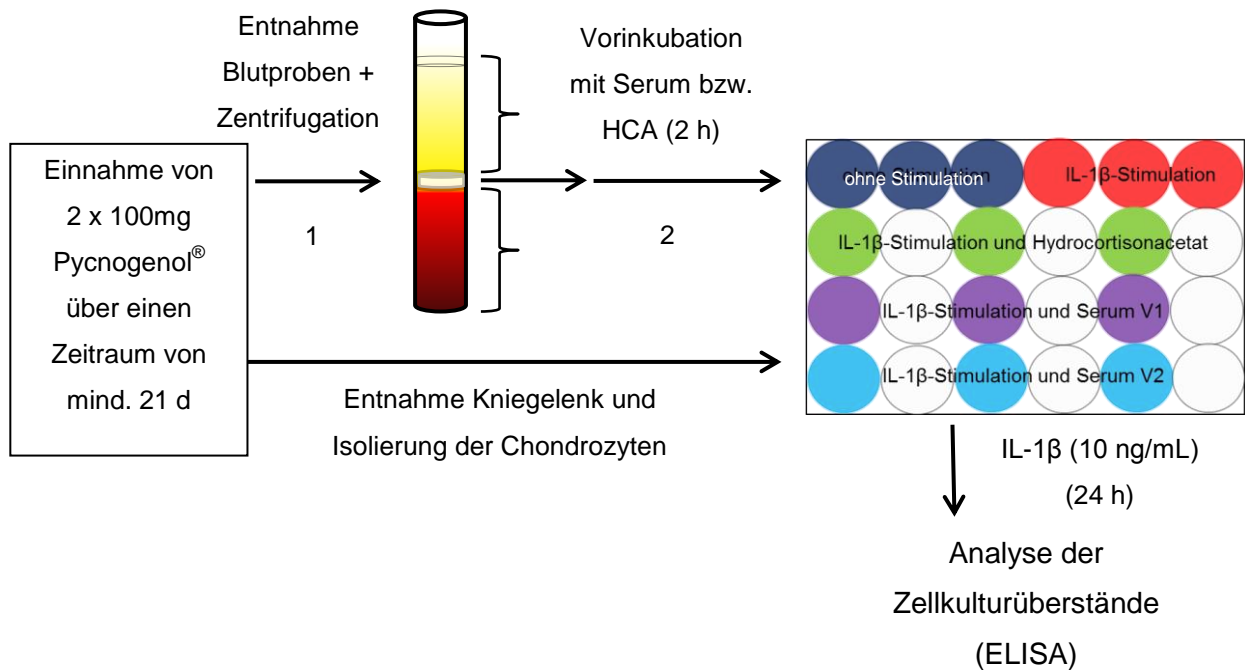 Einnahme von
2 x 100mg
Pycnogenol®
über einen
Zeitraum von
mind. 21 d
Entnahme
Blutproben +
Zentrifugation
1
Vorinkubation
mit Serum bzw.
HCA (2 h)
2
Entnahme Kniegelenk und
Isolierung der Chondrozyten
ohne Stimulation
IL-1β-Stimulation
IL-1β-Stimulation und Hydrocortisonacetat
IL-1β-Stimulation und Serum V1
IL-1β-Stimulation und Serum V2
IL-1β (10 ng/mL)
(24 h)
Analyse der
Zellkulturüberstände
(ELISA)